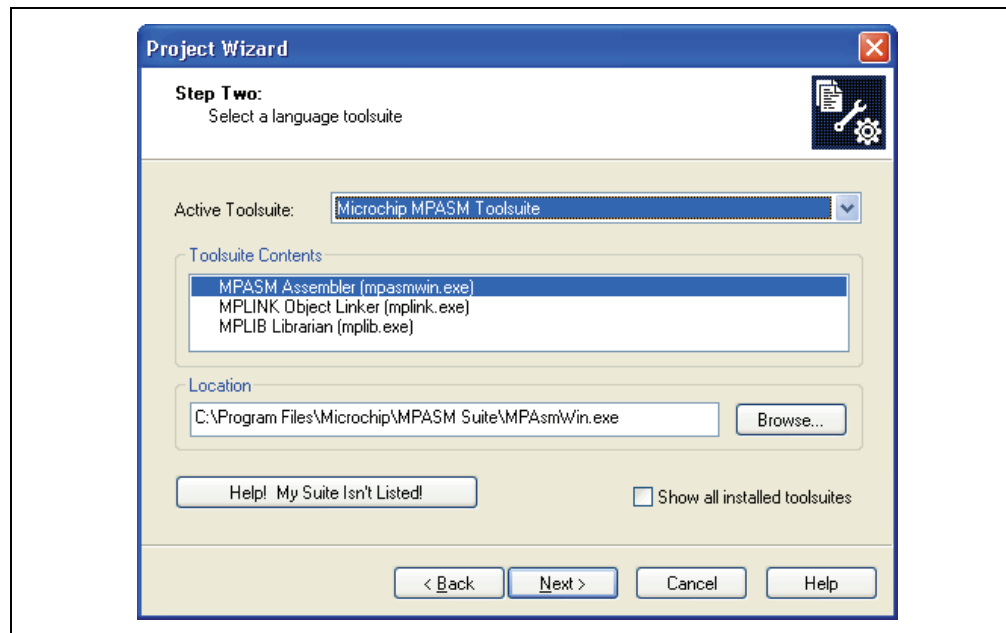 Project Wizard
Step Two:
Select a language toolsuite
Active Toolsuite: Microchip MPASM Toolsuite
Toolsuite Contents
MPASM Assembler (mpasmwin.exe)
MPLINK Object Linker (mplink.exe)
MPLIB Librarian (mplib.exe)
Location
C:\Program Files\Microchip\MPASM Suite\MPAsmWin.exe Browse...
Help! My Suite Isn't Listed! Show all installed toolsuites
< Back Next > Cancel Help